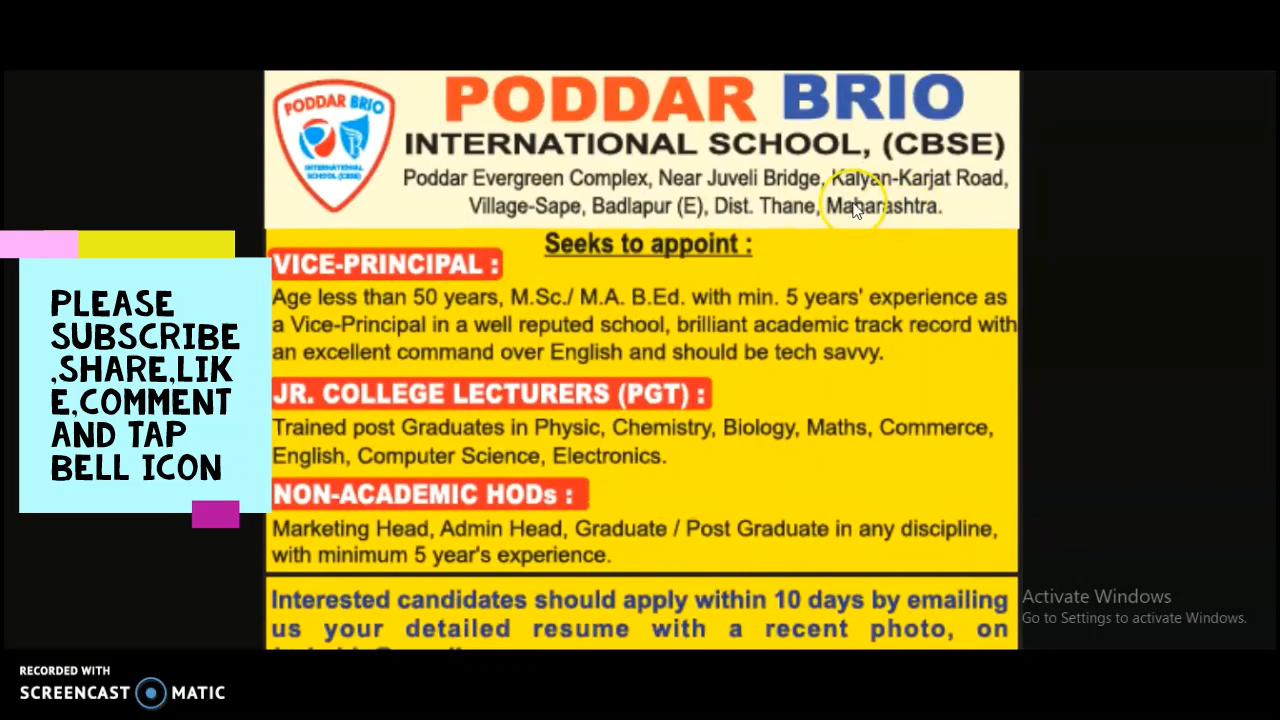 PODDAR BRIO
PODDAR BRIO
INTERNATIONAL
SCHOOL(CBSE)
INTERNATIONAL SCHOOL, (CBSE)
Poddar Evergreen Complex, Near Juveli Bridge, Kalyan-Karjat Road,
Village-Sape, Badlapur (E), Dist. Thane, Maharashtra.
Seeks to appoint :
VICE-PRINCIPAL :
Age less than 50 years, M.Sc./ M.A. B.Ed. with min. 5 years' experience as
a Vice-Principal in a well reputed school, brilliant academic track record with
an excellent command over English and should be tech savvy.
JR. COLLEGE LECTURERS (PGT) :
Trained post Graduates in Physic, Chemistry, Biology, Maths, Commerce,
English, Computer Science, Electronics.
NON-ACADEMIC HODs :
Marketing Head, Admin Head, Graduate / Post Graduate in any discipline,
with minimum 5 year's experience.
Interested candidates should apply within 10 days by emailing
us your detailed resume with a recent photo, on
PLEASE
SUBSCRIBE
,SHARE,LIK
E,COMMENT
AND TAP
BELL ICON
Activate Windows
Go to Settings to activate Windows.
RECORDED WITH
SCREENCAST MATIC